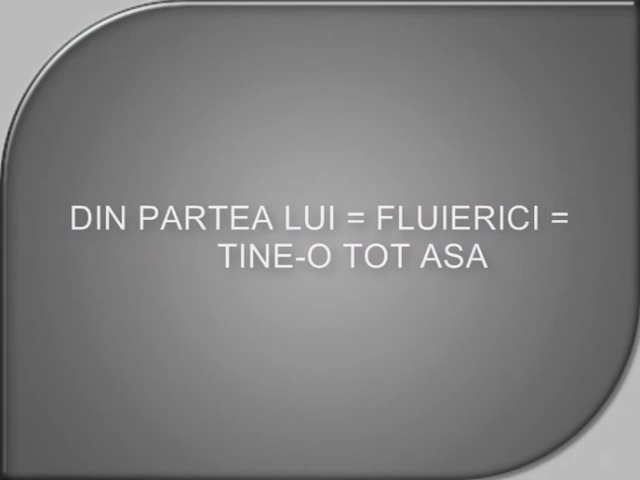 DIN PARTEA LUI = FLUIERICI =
TINE-O TOT ASA